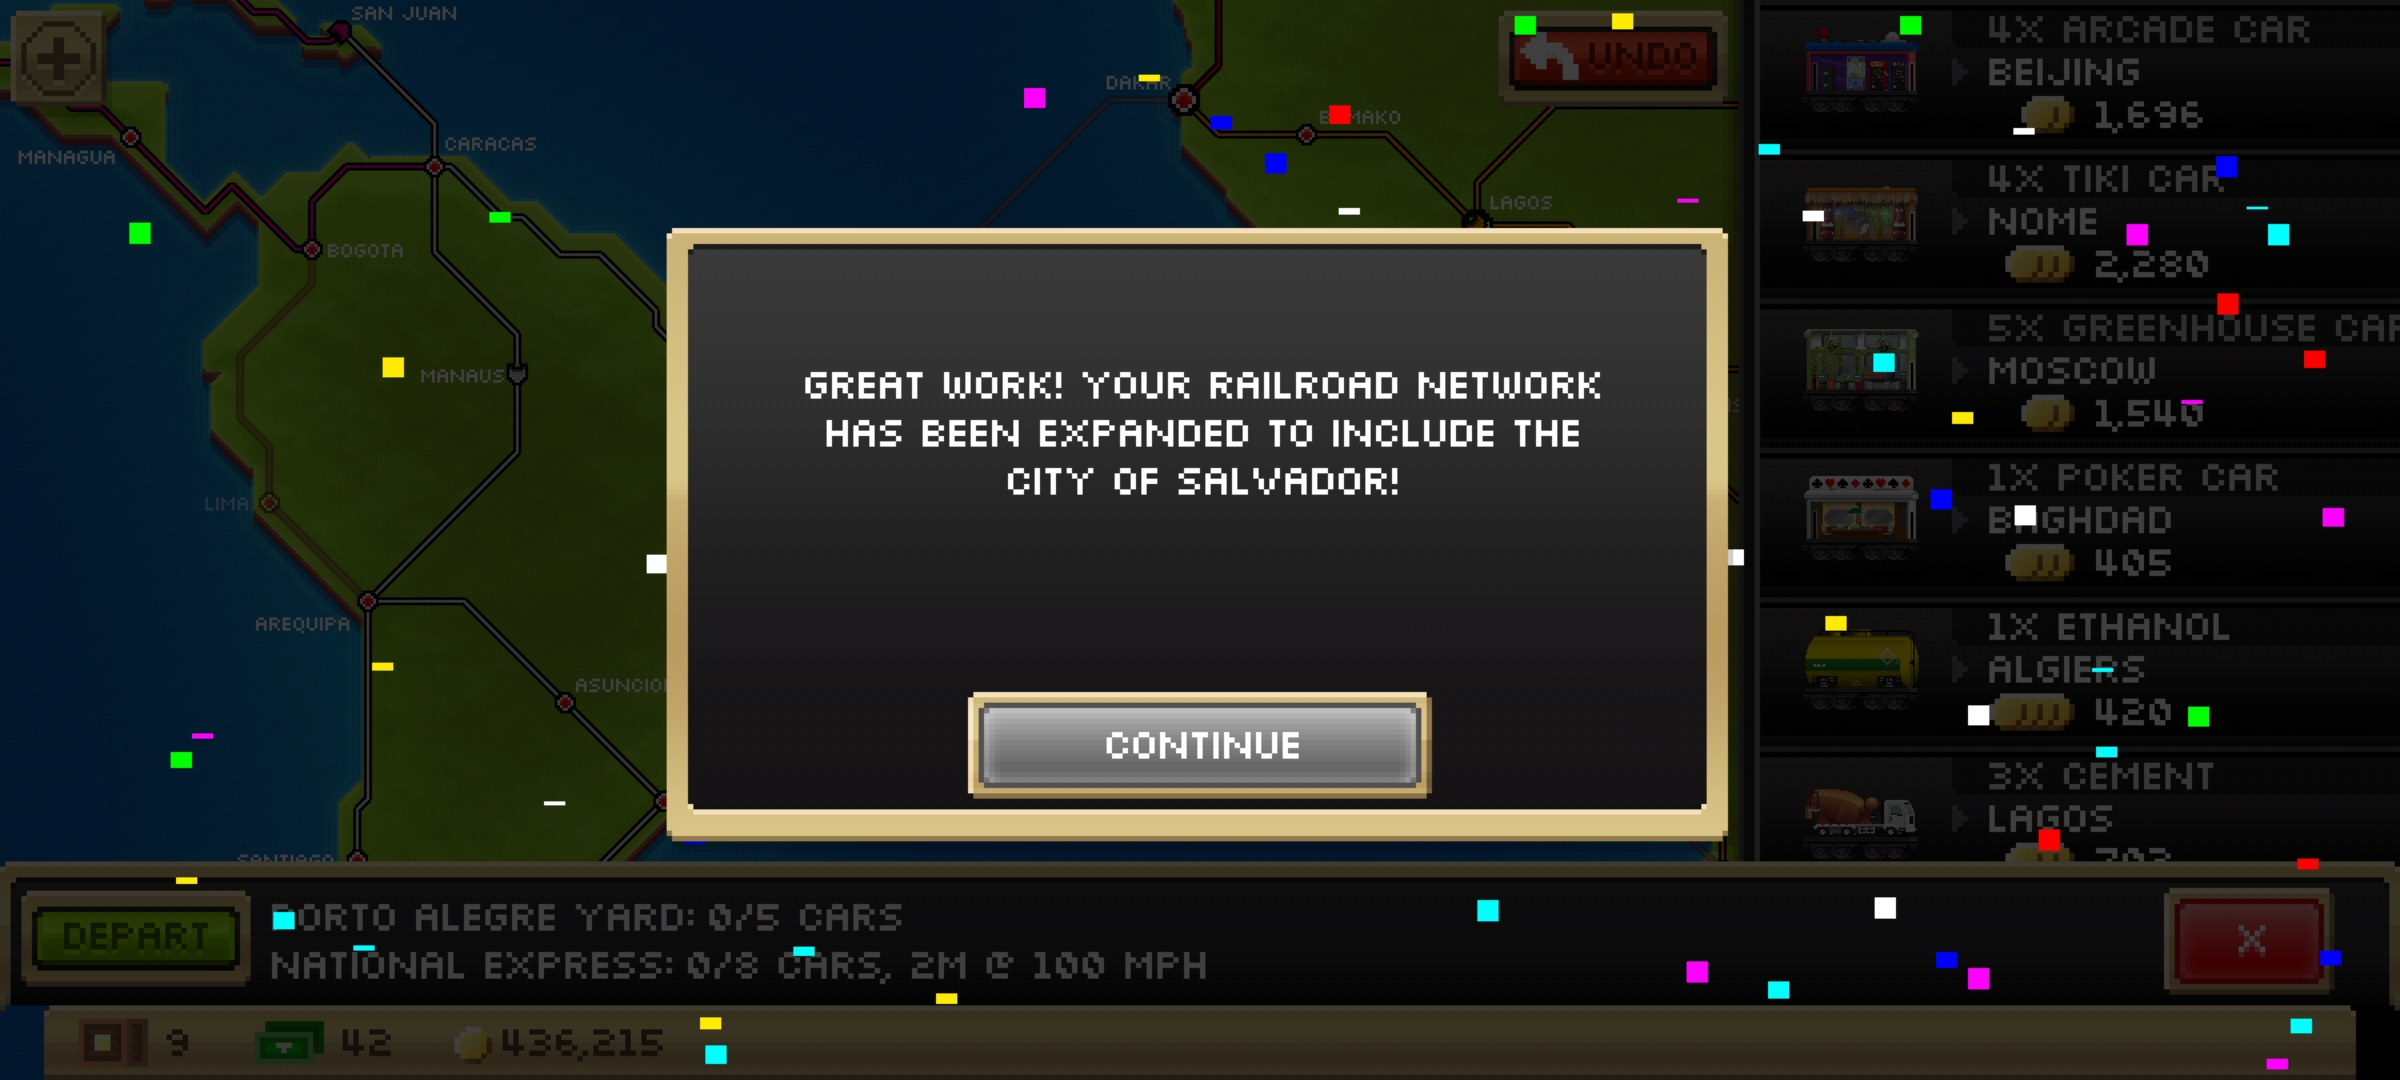 SAN JUAN
CARACAS
MANAGUA
BOGOTA
MANAUS
LIMA
AREQUIPA
SANTIAGO
DAKAR
LAGOS
UNDO
GREAT WORK! YOUR RAILROAD NETWORK
HAS BEEN EXPANDED TO INCLUDE THE
CITY OF SALVADOR!
CONTINUE
4X ARCADE CAR
BEIJING
1,696
4X TIKI CAR
NOME
2,280
5X GREENHOUSE CAR
MOSCOW
1,540
1X POKER CAR
BAGHDAD
405
1X ETHANOL
ALGIERS
420
3X CEMENT
LAGOS
DEPART
PORTO ALEGRE YARD: 0/5 CARS
NATIONAL EXPRESS: 0/8 CARS, 2M @ 100 MPH
X
9
42
436,215